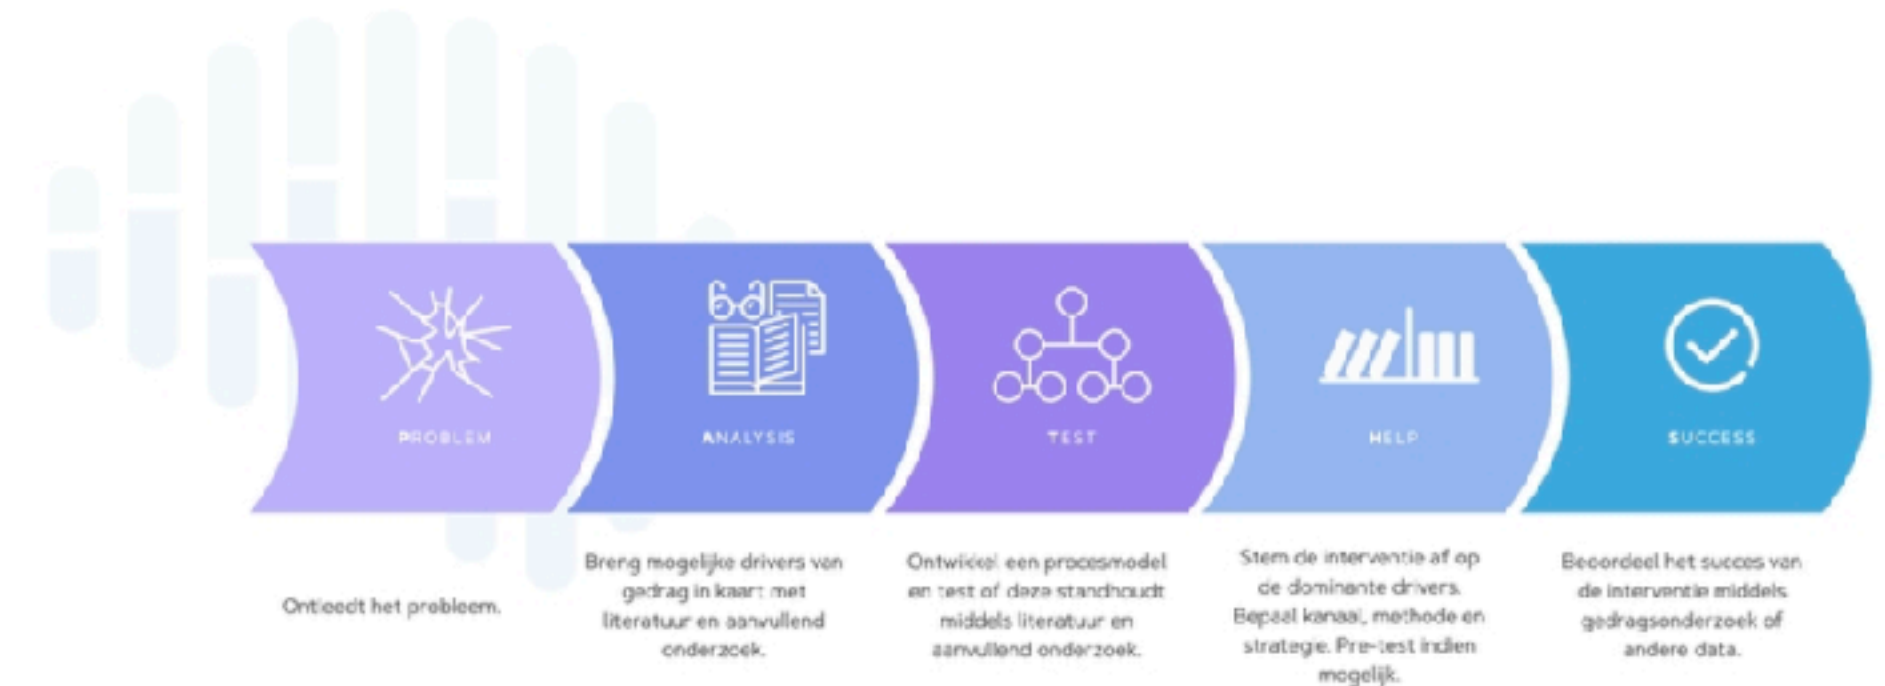 PROBLEM
ANALYSIS
TEST
HELP
SUCCESS
Ontleedt het probleem.
Breng mogelijke drivers van
gedrag in kaart met
literatuur en aanvullend
onderzoek.
Ontwikkel een procesmodel
en test of deze standhoudt
middels literatuur en
aanvullend onderzoek.
Stem de interventie af op
de dominante drivers.
Bepaal kanaal, methode en
strategie. Pre-test indien
mogelijk.
Beoordeel het succes van
de interventie middels
gedragsonderzoek of
andere data.